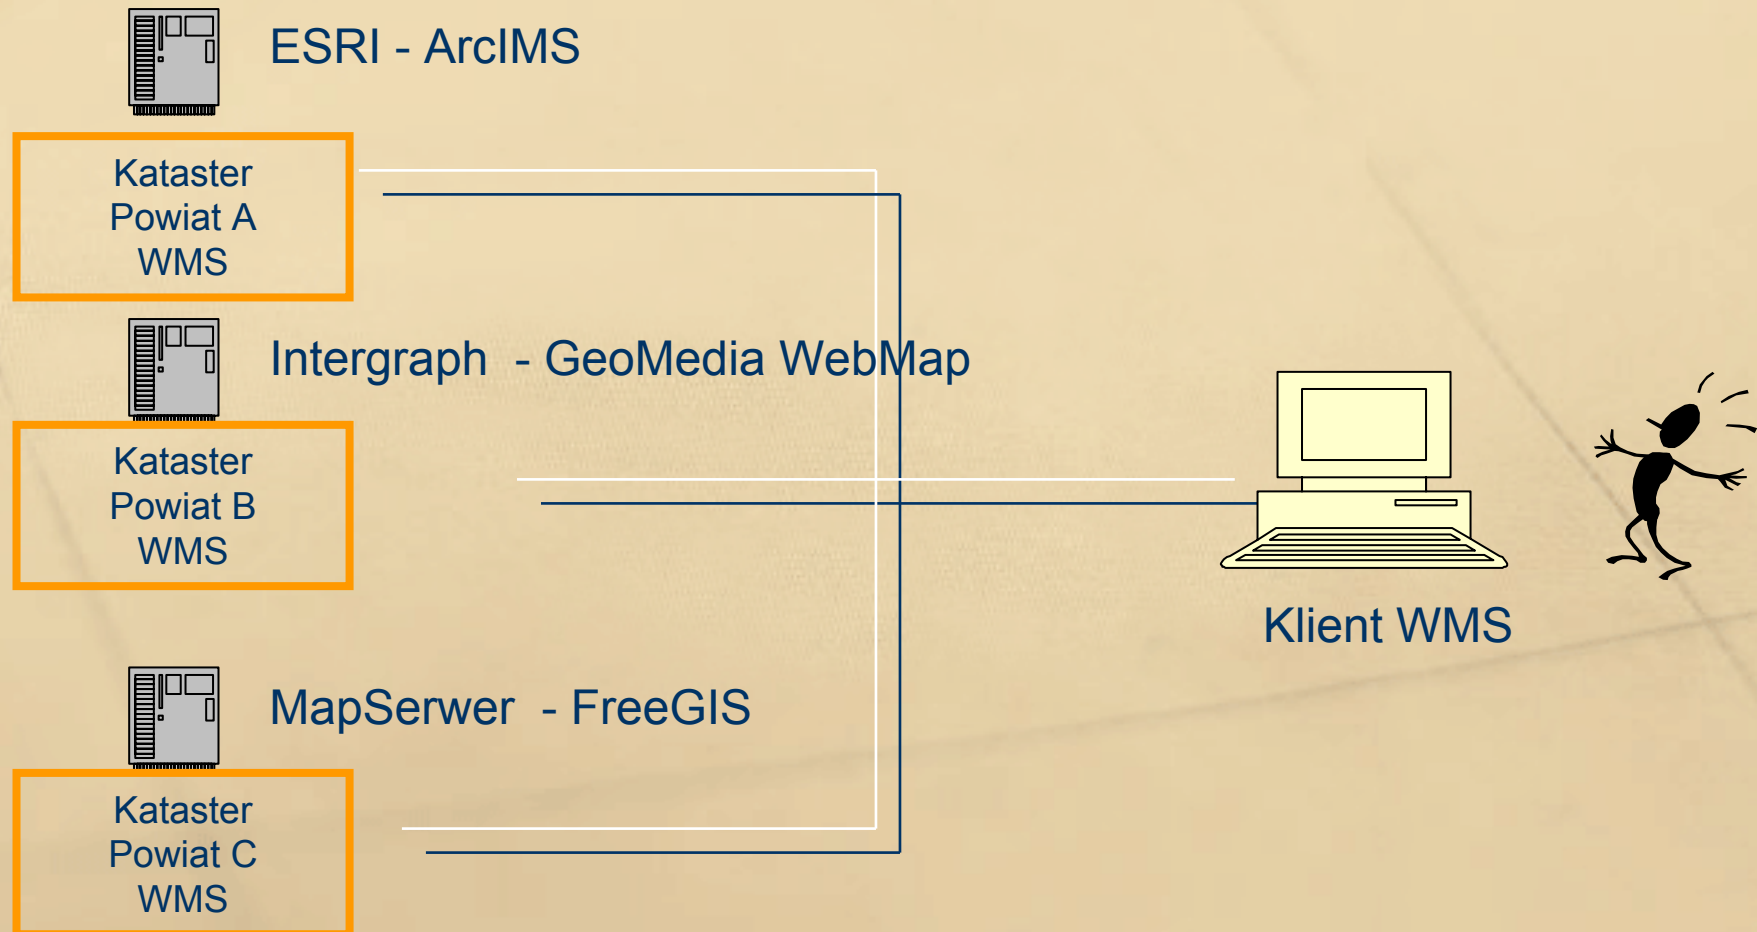 ESRI - ArcIMS
Kataster
Powiat A
WMS
Intergraph - GeoMedia WebMap
Kataster
Powiat B
WMS
Klient WMS
MapSerwer - FreeGIS
Kataster
Powiat C
WMS